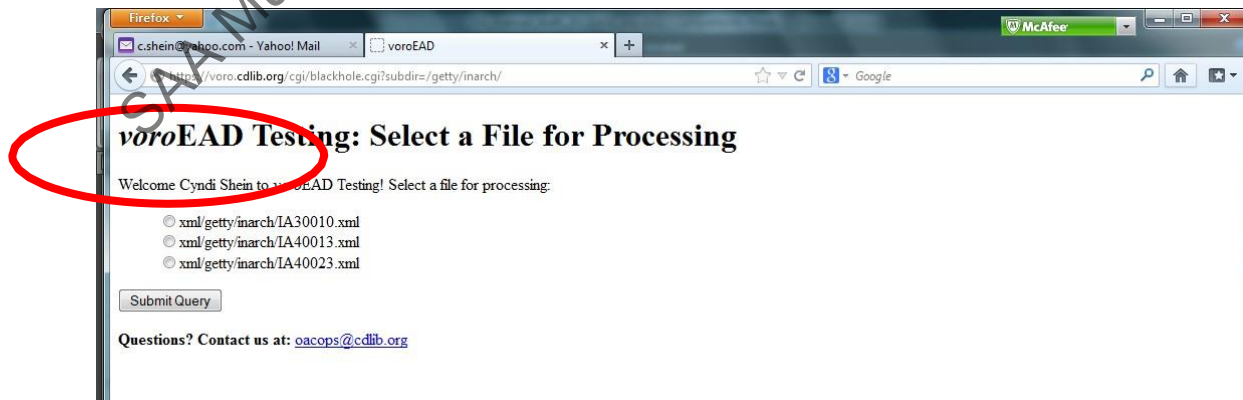 Firefox
McAfee
c.shein@yahoo.com - Yahoo! Mail × voroEAD × +
https://voro.cdlib.org/cgi/blackhole.cgi?subdir=/getty/inarch/ Google
voroEAD Testing: Select a File for Processing
Welcome Cyndi Shein to voroEAD Testing! Select a file for processing:
xml/getty/inarch/IA30010.xml
xml/getty/inarch/IA40013.xml
xml/getty/inarch/IA40023.xml
Submit Query
Questions? Contact us at: oacops@cdlib.org
SAA